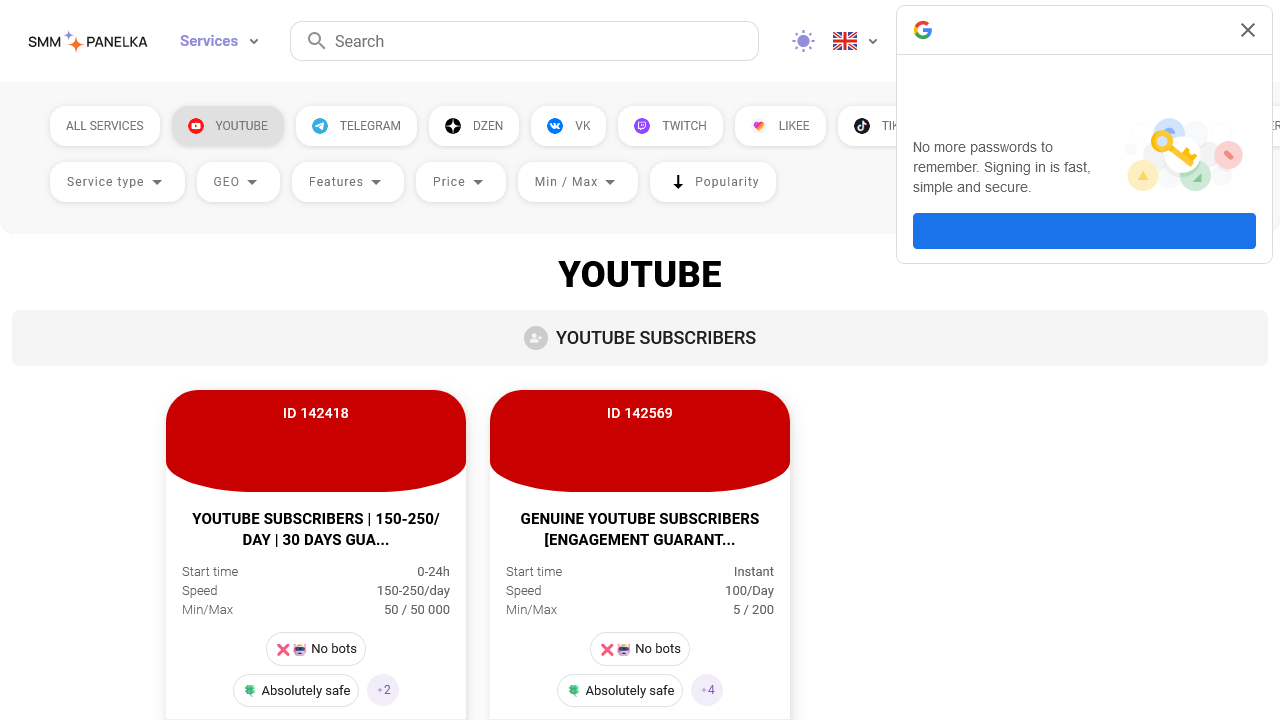 SMM PANELKA
Services
Search
ALL SERVICES
YOUTUBE
TELEGRAM
DZEN
VK
TWITCH
LIKEE
Service type
GEO
Features
Price
Min / Max
Popularity
No more passwords to
remember. Signing in is fast,
simple and secure.
YOUTUBE
YOUTUBE SUBSCRIBERS
ID 142418
YOUTUBE SUBSCRIBERS | 150-250/
DAY | 30 DAYS GUA...
Start time 0-24h
Speed 150-250/day
Min/Max 50 / 50 000
No bots
Absolutely safe
+2
ID 142569
GENUINE YOUTUBE SUBSCRIBERS
[ENGAGEMENT GUARANT...
Start time Instant
Speed 100/Day
Min/Max 5 / 200
No bots
Absolutely safe
+4